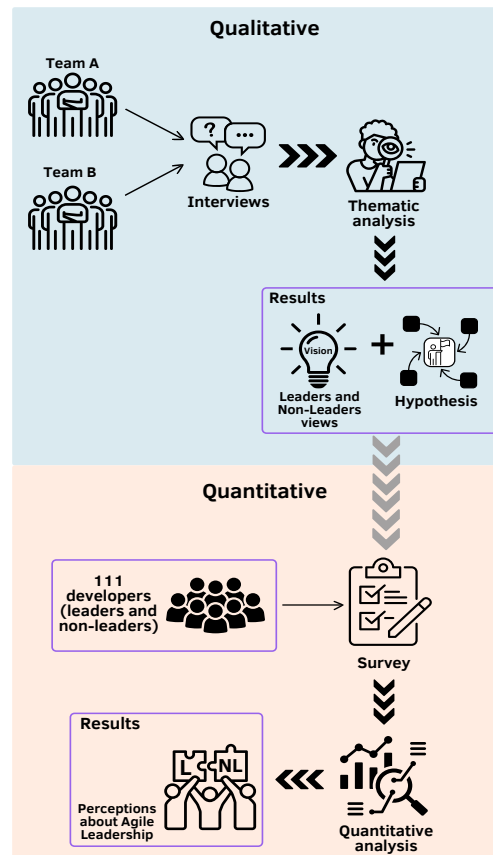 Qualitative
Team A
Team B
?
...
Interviews
Thematic
analysis
Results
Vision
+
Leaders and
Non-Leaders
views
Hypothesis
Quantitative
111
developers
(leaders and
non-leaders)
Survey
Results
L
NL
Perceptions
about Agile
Leadership
Quantitative
analysis